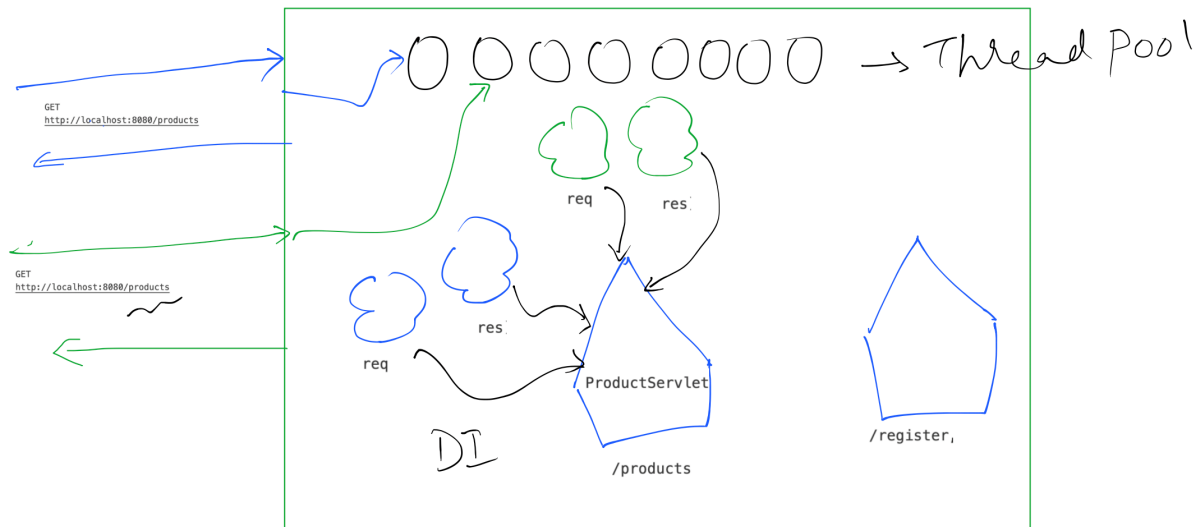 Thread Pool
GET
http://localhost:8080/products
req
res
GET
http://localhost:8080/products
res
req
ProductServlet
DI
/products
/register,